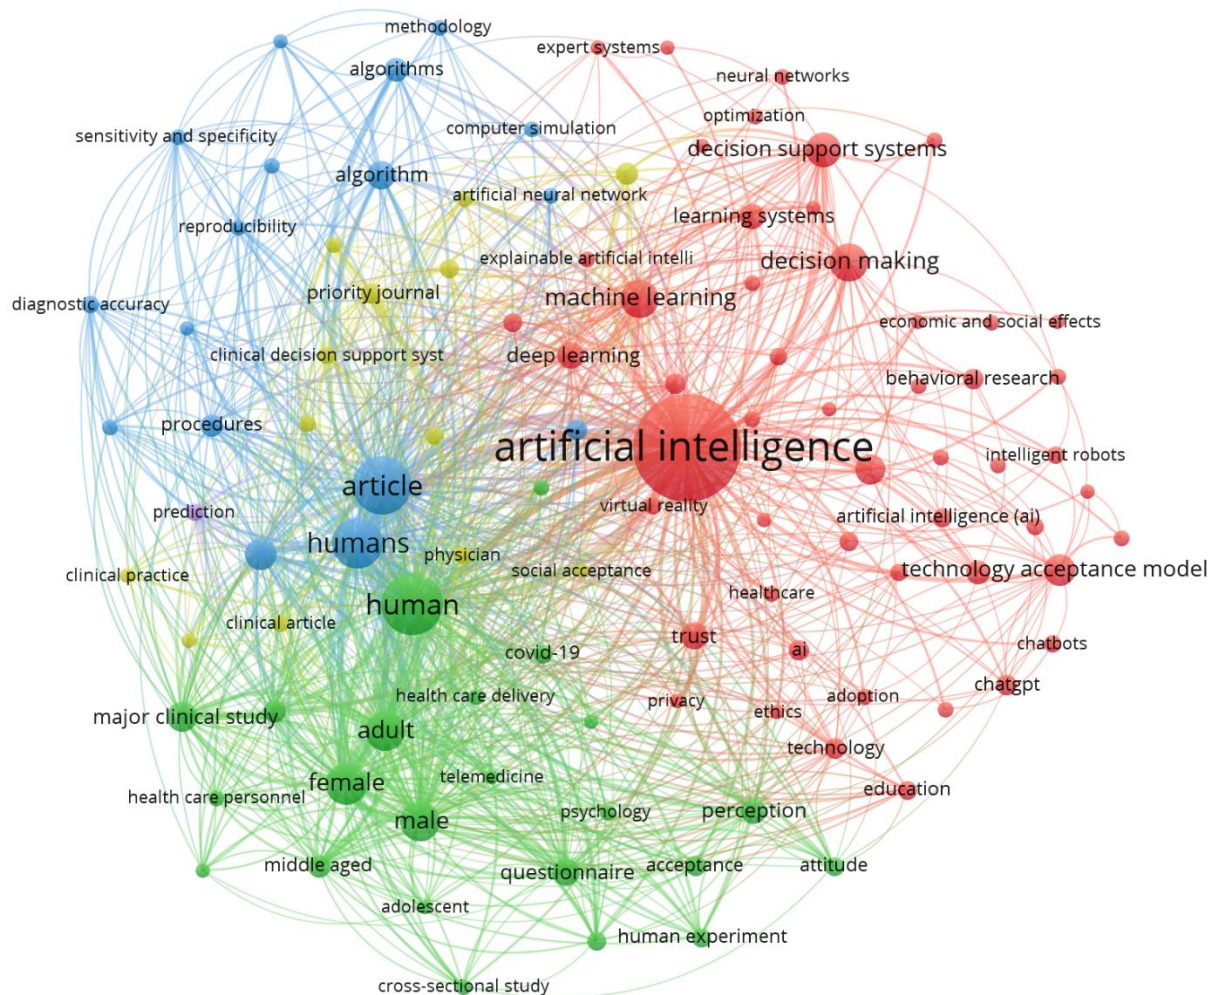 methodology
expert systems
algorithms
neural networks
optimization
sensitivity and specificity
computer simulation
decision support systems
algorithm
artificial neural network
learning systems
reproducibility
explainable artificial intelli
decision making
priority journal
machine learning
diagnostic accuracy
economic and social effects
clinical decision support syst
deep learning
behavioral research
procedures
artificial intelligence
intelligent robots
article
virtual reality
prediction
artificial intelligence (ai)
humans
physician
social acceptance
technology acceptance model
clinical practice
healthcare
human
clinical article
trust
covid-19
ai
chatbots
chatgpt
health care delivery
privacy
adoption
ethics
major clinical study
adult
technology
female
telemedicine
education
health care personnel
psychology
perception
male
middle aged
questionnaire
acceptance
attitude
adolescent
human experiment
cross-sectional study